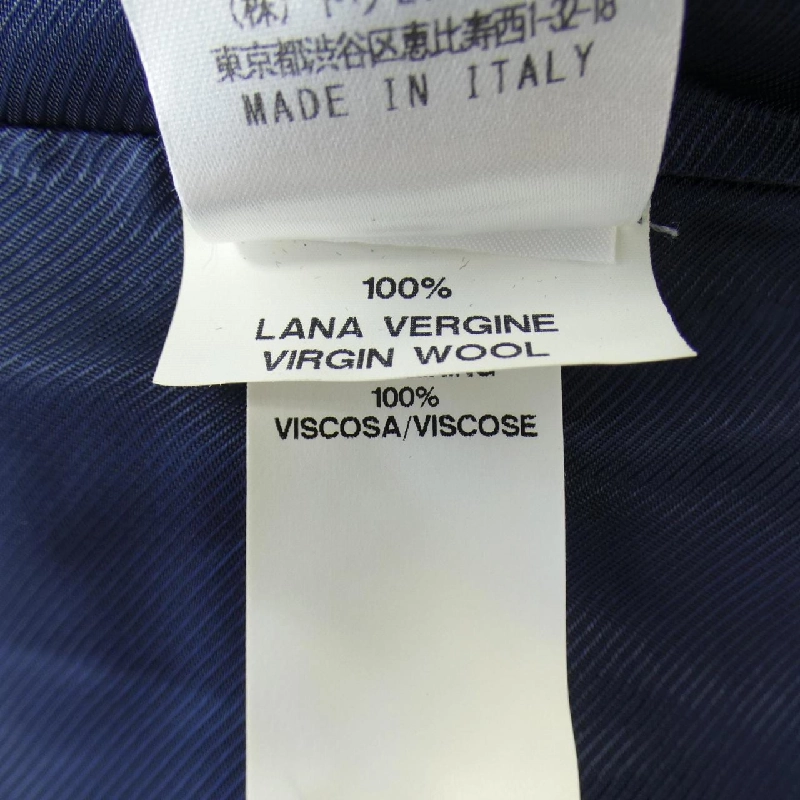 東京都渋谷区恵比寿西1-32-18
MADE IN ITALY
100%
LANA VERGINE
VIRGIN WOOL
100%
VISCOSA/VISCOSE